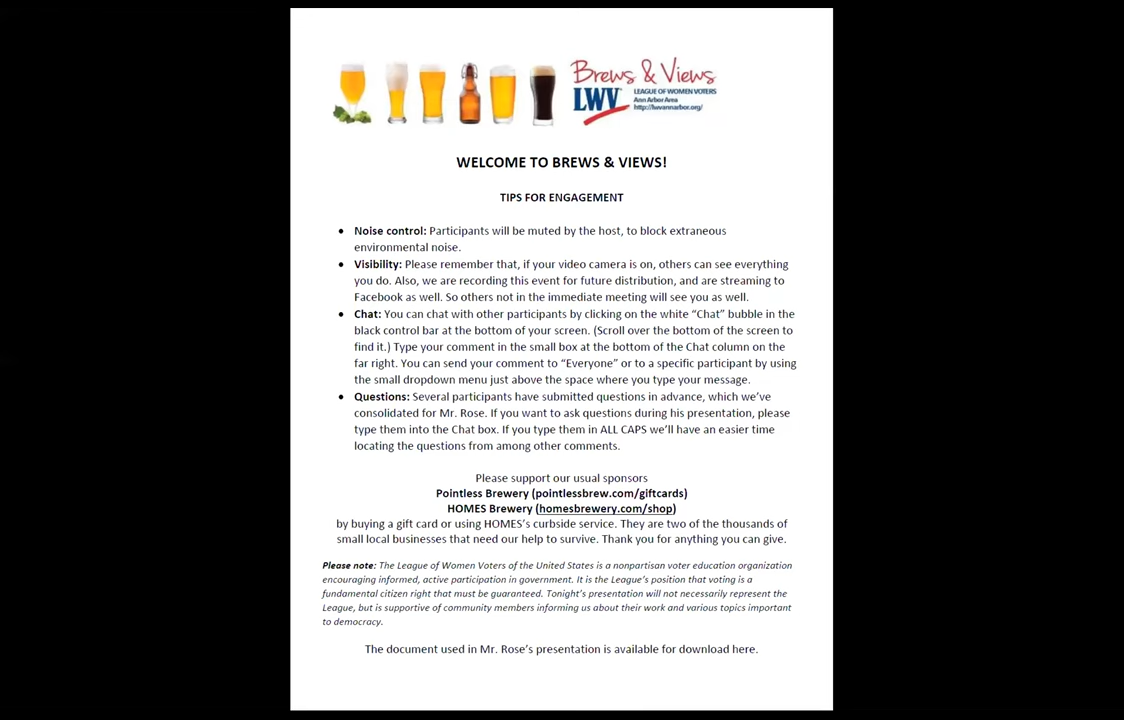 Brews & Views
LWV
LEAGUE OF WOMEN VOTERS
Ann Arbor Area
http://lwvannarbor.org/
WELCOME TO BREWS & VIEWS!
TIPS FOR ENGAGEMENT
• Noise control: Participants will be muted by the host, to block extraneous
environmental noise.
• Visibility: Please remember that, if your video camera is on, others can see everything
you do. Also, we are recording this event for future distribution, and are streaming to
Facebook as well. So others not in the immediate meeting will see you as well.
• Chat: You can chat with other participants by clicking on the white “Chat” bubble in the
black control bar at the bottom of your screen. (Scroll over the bottom of the screen to
find it.) Type your comment in the small box at the bottom of the Chat column on the
far right. You can send your comment to “Everyone” or to a specific participant by using
the small dropdown menu just above the space where you type your message.
• Questions: Several participants have submitted questions in advance, which we’ve
consolidated for Mr. Rose. If you want to ask questions during his presentation, please
type them into the Chat box. If you type them in ALL CAPS we’ll have an easier time
locating the questions from among other comments.
Please support our usual sponsors
Pointless Brewery (pointlessbrew.com/giftcards)
HOMES Brewery (homesbrewery.com/shop)
by buying a gift card or using HOMES’s curbside service. They are two of the thousands of
small local businesses that need our help to survive. Thank you for anything you can give.
Please note: The League of Women Voters of the United States is a nonpartisan voter education organization
encouraging informed, active participation in government. It is the League’s position that voting is a
fundamental citizen right that must be guaranteed. Tonight’s presentation will not necessarily represent the
League, but is supportive of community members informing us about their work and various topics important
to democracy.
The document used in Mr. Rose’s presentation is available for download here.